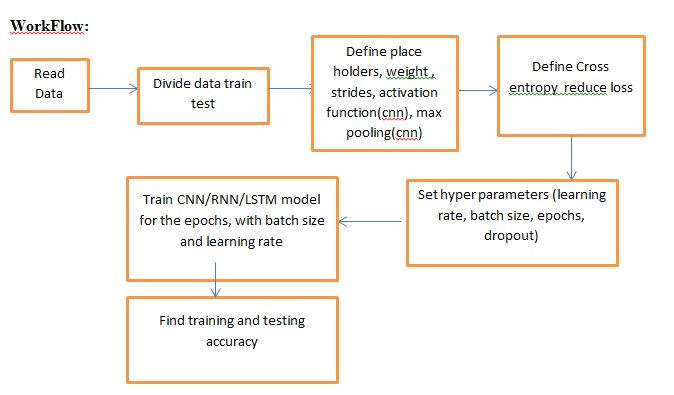 WorkFlow:
Read
Data
Divide data train
test
Define place
holders, weight ,
strides, activation
function(cnn), max
pooling(cnn)
Define Cross
entropy reduce loss
Set hyper parameters (learning
rate, batch size, epochs,
dropout)
Train CNN/RNN/LSTM model
for the epochs, with batch size
and learning rate
Find training and testing
accuracy